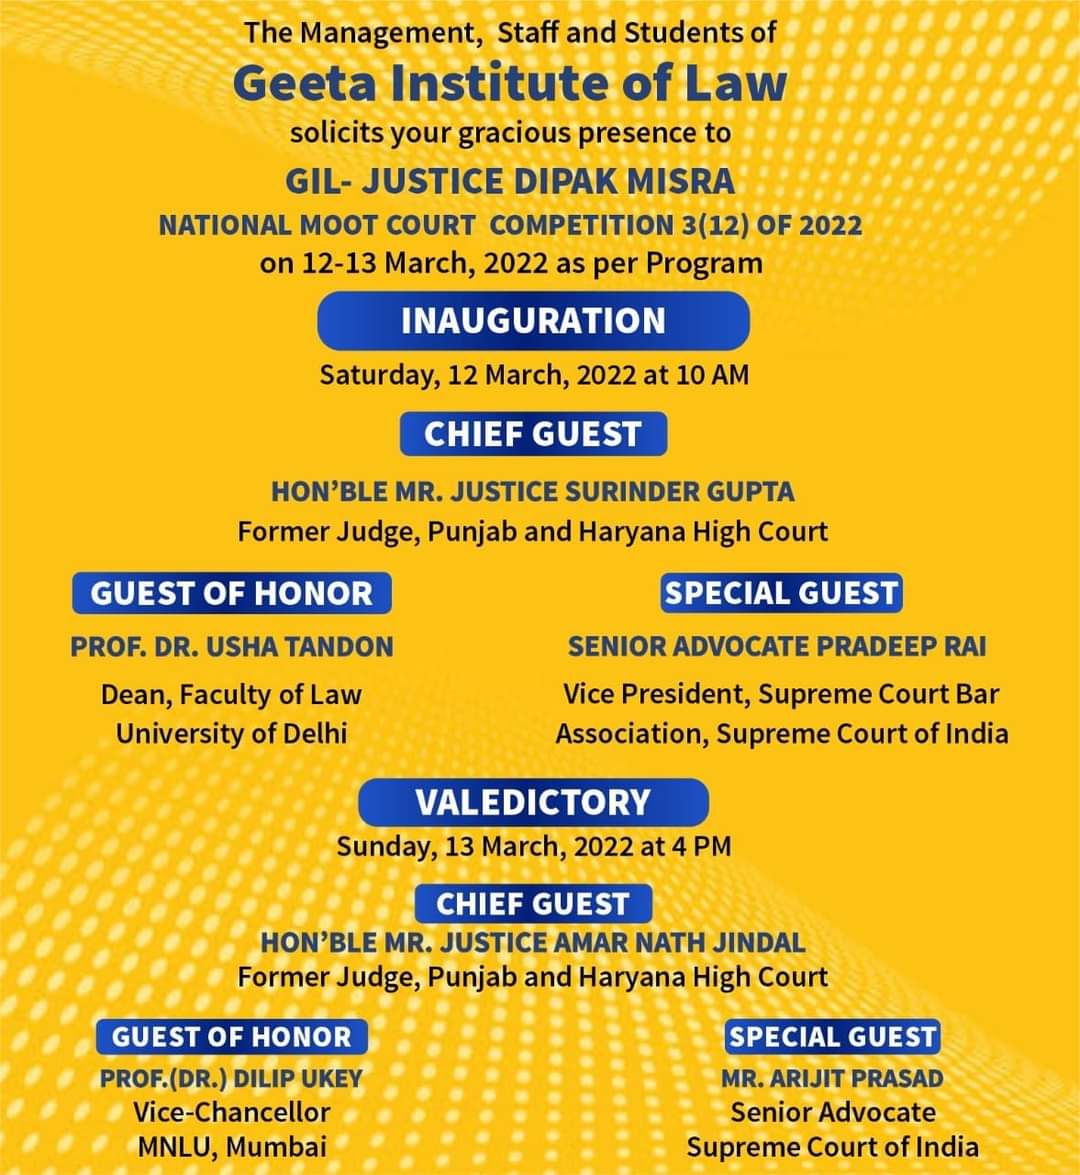 The Management, Staff and Students of
Geeta Institute of Law
solicits your gracious presence to
GIL- JUSTICE DIPAK MISRA
NATIONAL MOOT COURT COMPETITION 3(12) OF 2022
on 12-13 March, 2022 as per Program
INAUGURATION
Saturday, 12 March, 2022 at 10 AM
CHIEF GUEST
HON'BLE MR. JUSTICE SURINDER GUPTA
Former Judge, Punjab and Haryana High Court
GUEST OF HONOR
PROF. DR. USHA TANDON
Dean, Faculty of Law
University of Delhi
SPECIAL GUEST
SENIOR ADVOCATE PRADEEP RAI
Vice President, Supreme Court Bar
Association, Supreme Court of India
VALEDICTORY
Sunday, 13 March, 2022 at 4 PM
CHIEF GUEST
HON'BLE MR. JUSTICE AMAR NATH JINDAL
Former Judge, Punjab and Haryana High Court
GUEST OF HONOR
PROF.(DR.) DILIP UKEY
Vice-Chancellor
MNLU, Mumbai
SPECIAL GUEST
MR. ARIJIT PRASAD
Senior Advocate
Supreme Court of India